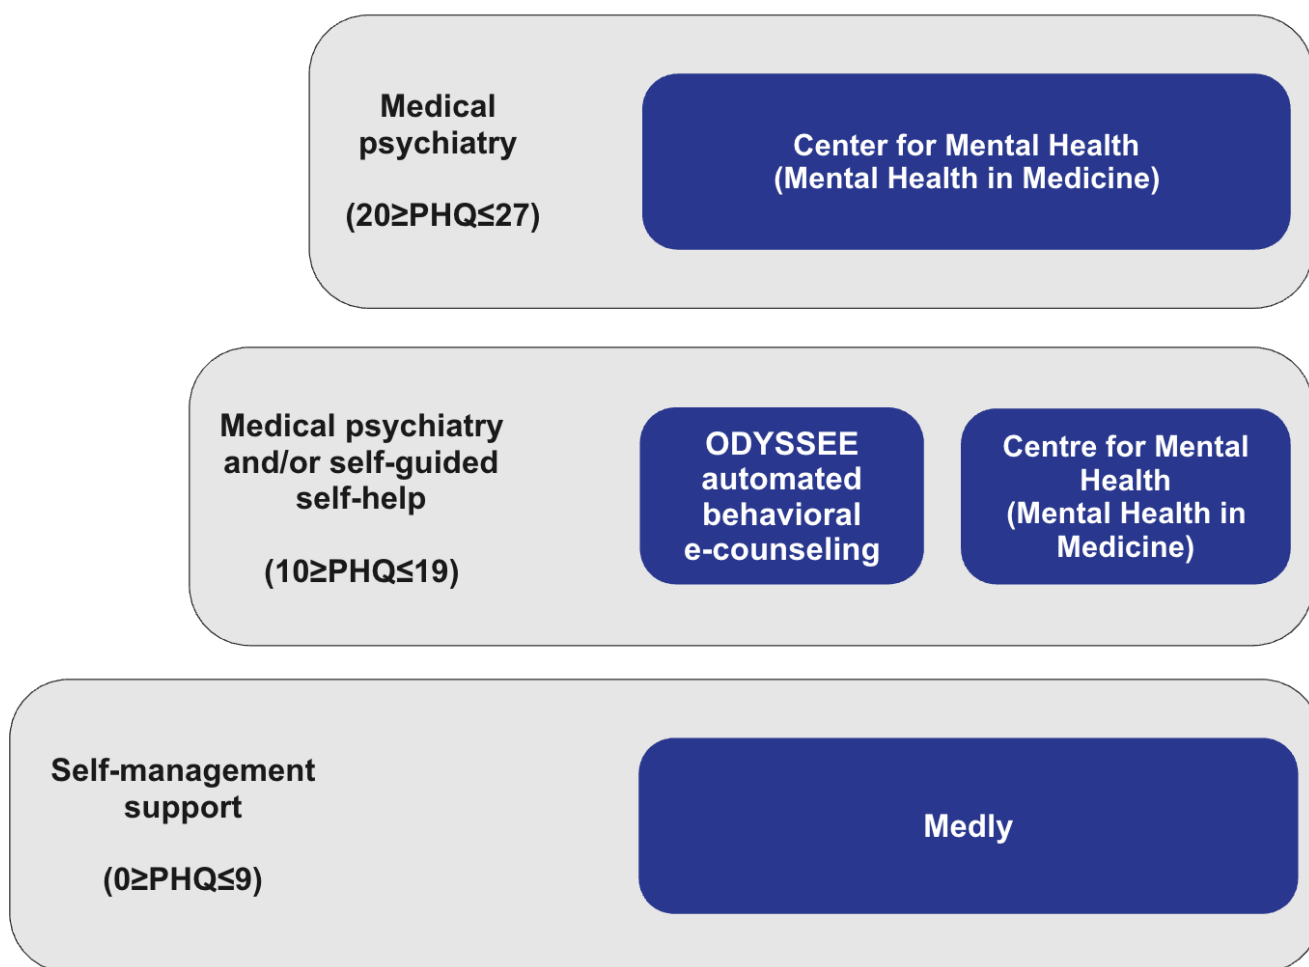 Medical
psychiatry
(20≥PHQ≤27)
Center for Mental Health
(Mental Health in Medicine)
Medical psychiatry
and/or self-guided
self-help
(10≥PHQ≤19)
ODYSSEE
automated
behavioral
e-counseling
Centre for Mental
Health
(Mental Health in
Medicine)
Self-management
support
(0≥PHQ≤9)
Medly